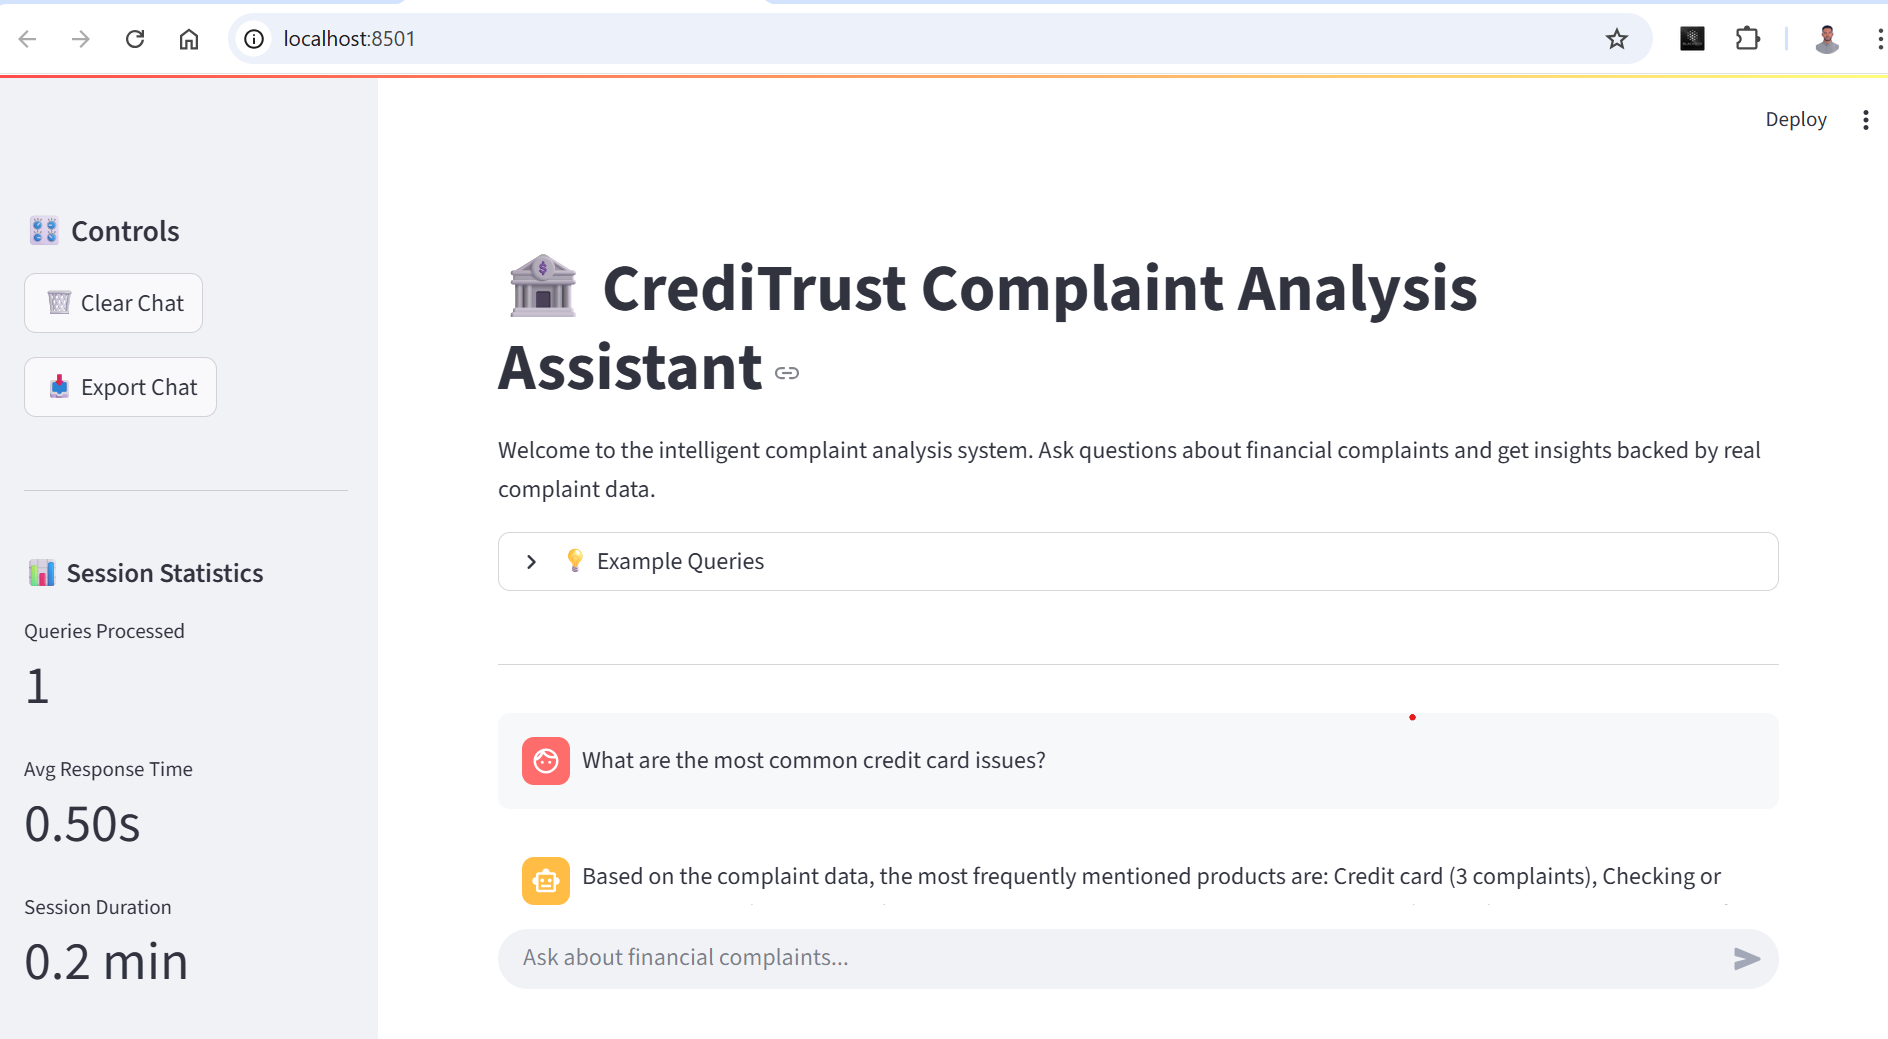 localhost:8501
Deploy
Controls
Clear Chat
Export Chat
Session Statistics
Queries Processed
1
Avg Response Time
0.50s
Session Duration
0.2 min
CrediTrust Complaint Analysis
Assistant
Welcome to the intelligent complaint analysis system. Ask questions about financial complaints and get insights backed by real
complaint data.
Example Queries
What are the most common credit card issues?
Based on the complaint data, the most frequently mentioned products are: Credit card (3 complaints), Checking or
Ask about financial complaints...